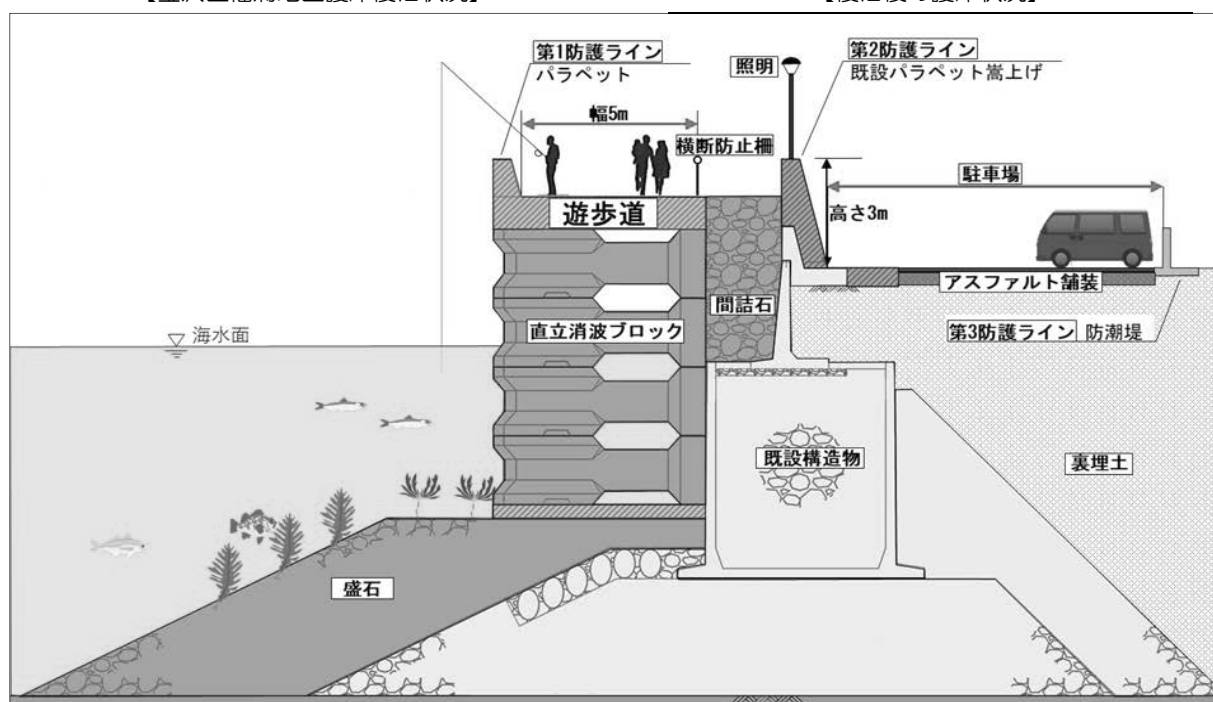 第1防護ライン
パラペット
照明
第2防護ライン
既設パラペット嵩上げ
幅5m
横断防止柵
駐車場
高さ3m
遊歩道
アスファルト舗装
間詰石
海水面
直立消波ブロック
第3防護ライン 防潮堤
既設構造物
裏埋土
盛石